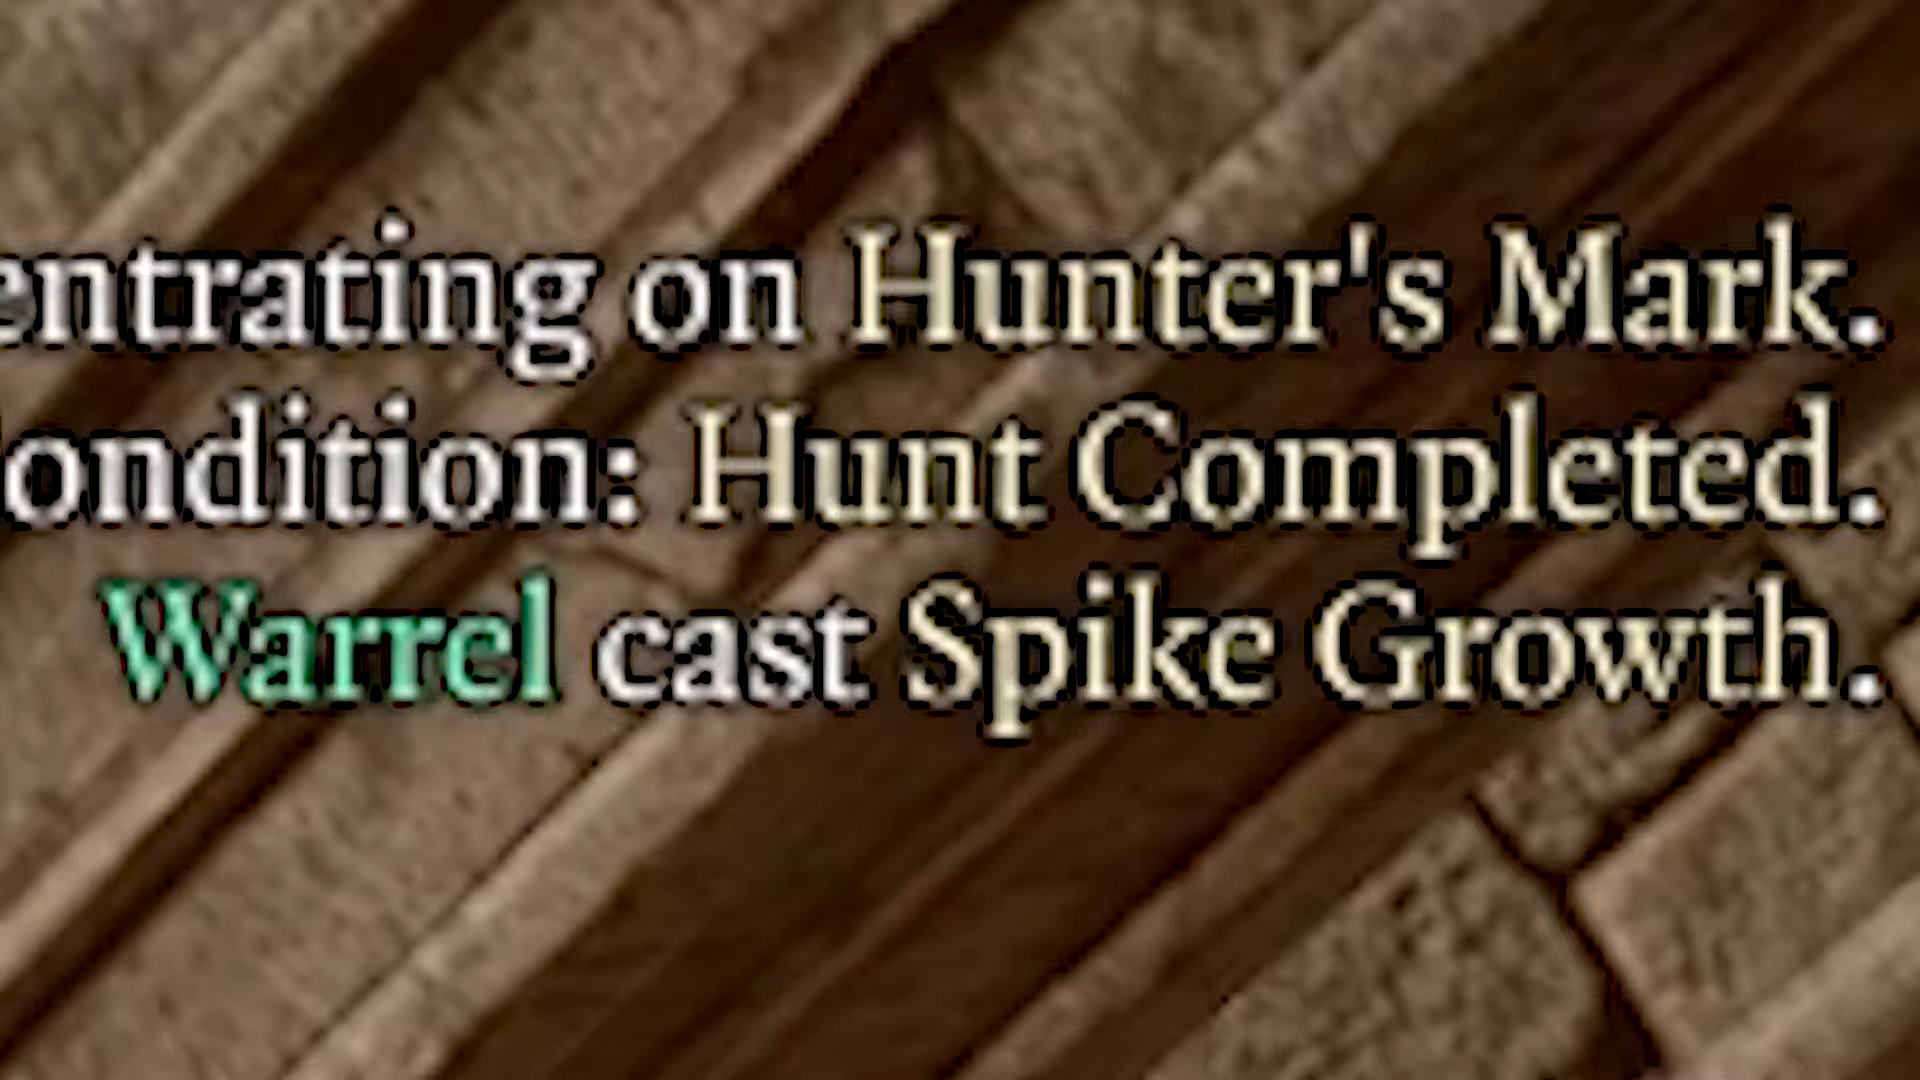 entrating on Hunter's Mark.
ondition: Hunt Completed.
Warrel cast Spike Growth.